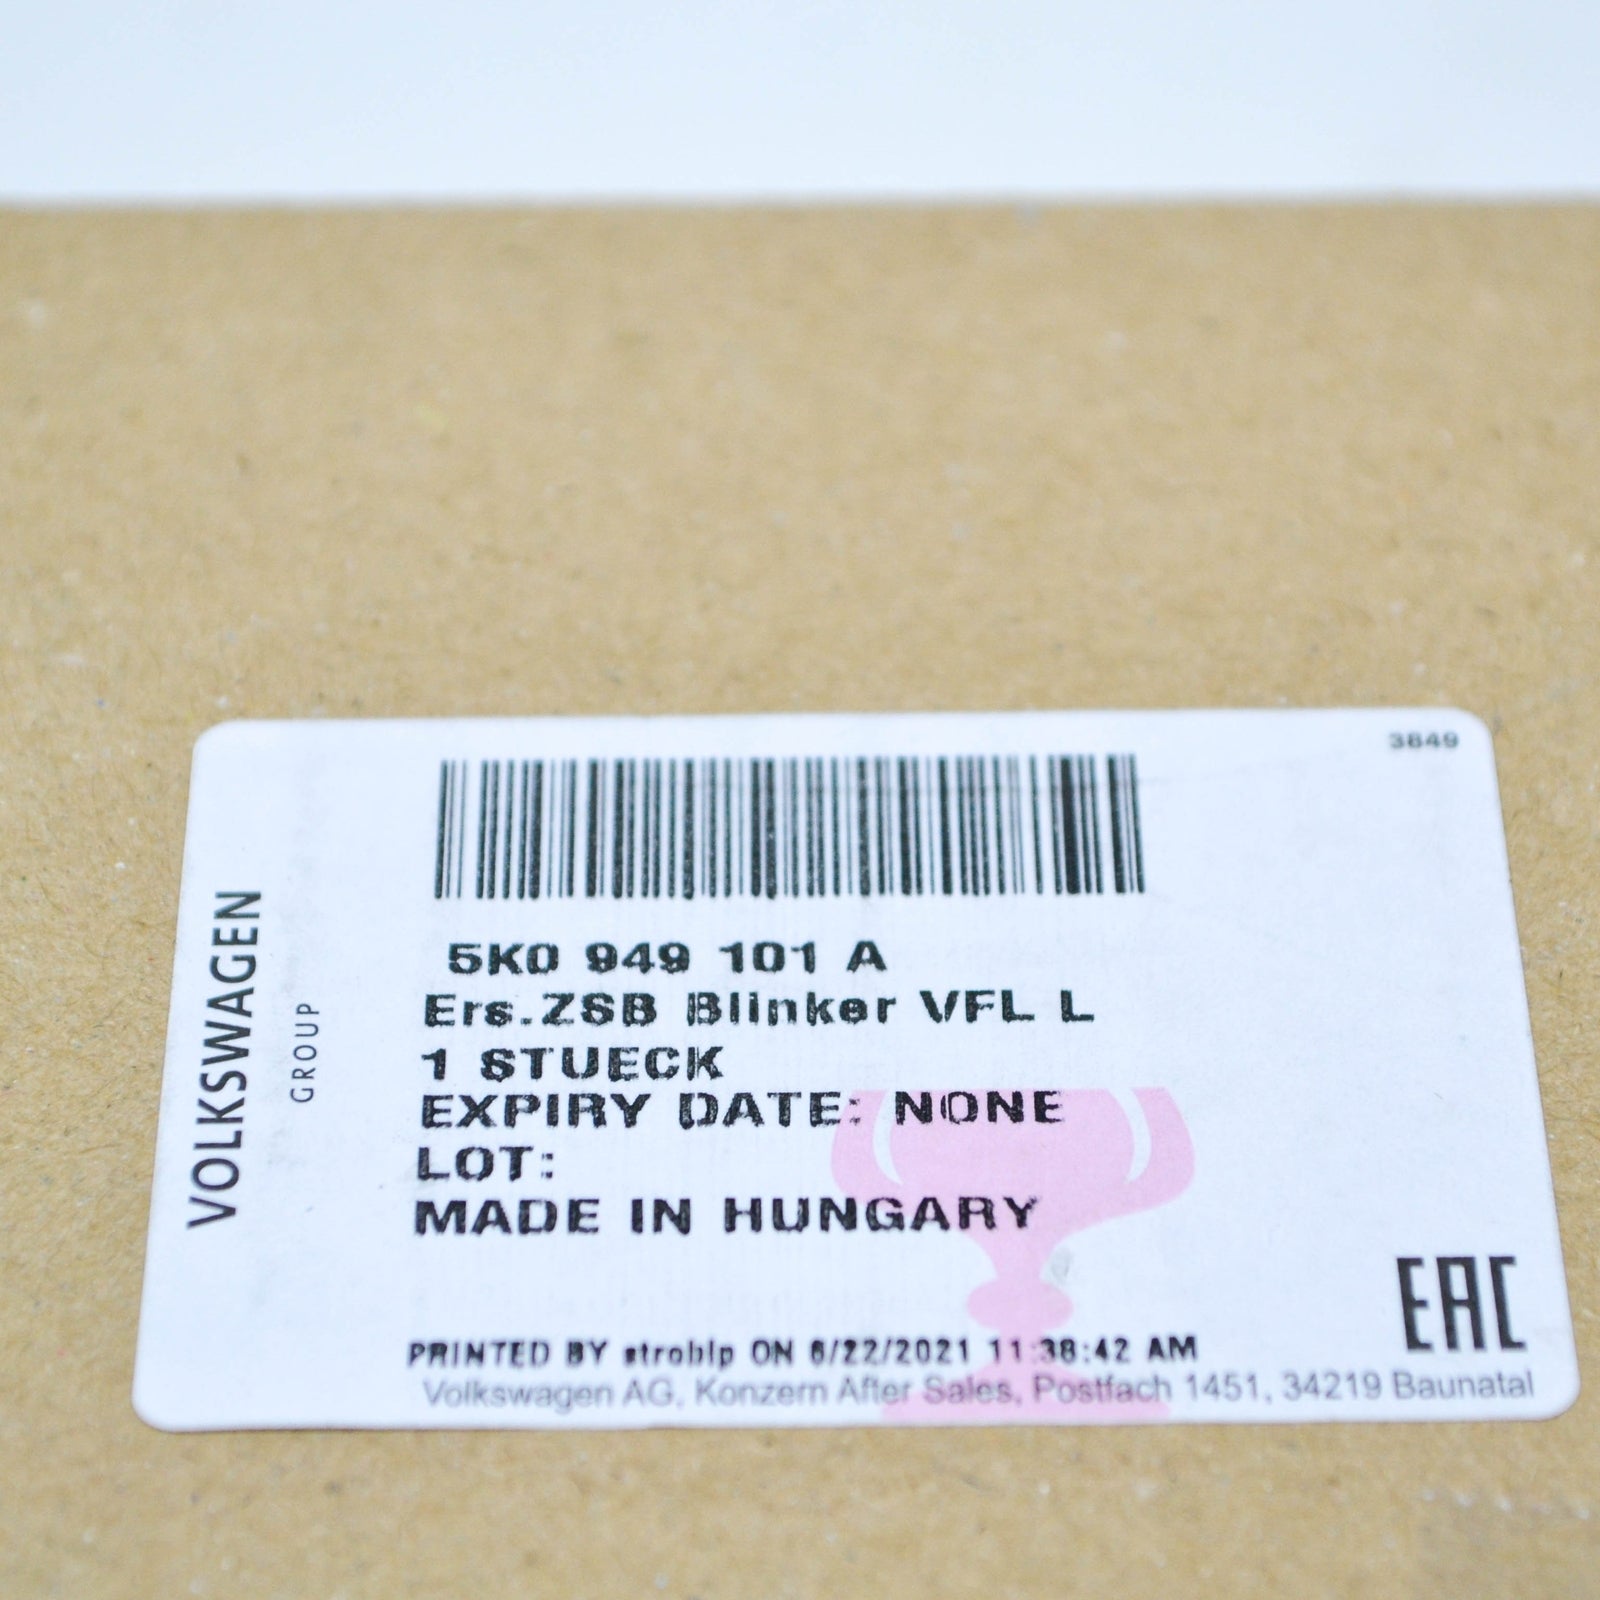 3849
VOLKSWAGEN
GROUP
5K0 949 101 A
Ers.ZSB Blinker VFL L
1 STUECK
EXPIRY DATE: NONE
LOT:
MADE IN HUNGARY
EAC
PRINTED BY stroblp ON 6/22/2021 11:38:42 AM
Volkswagen AG, Konzern After Sales, Postfach 1451, 34219 Baunatal